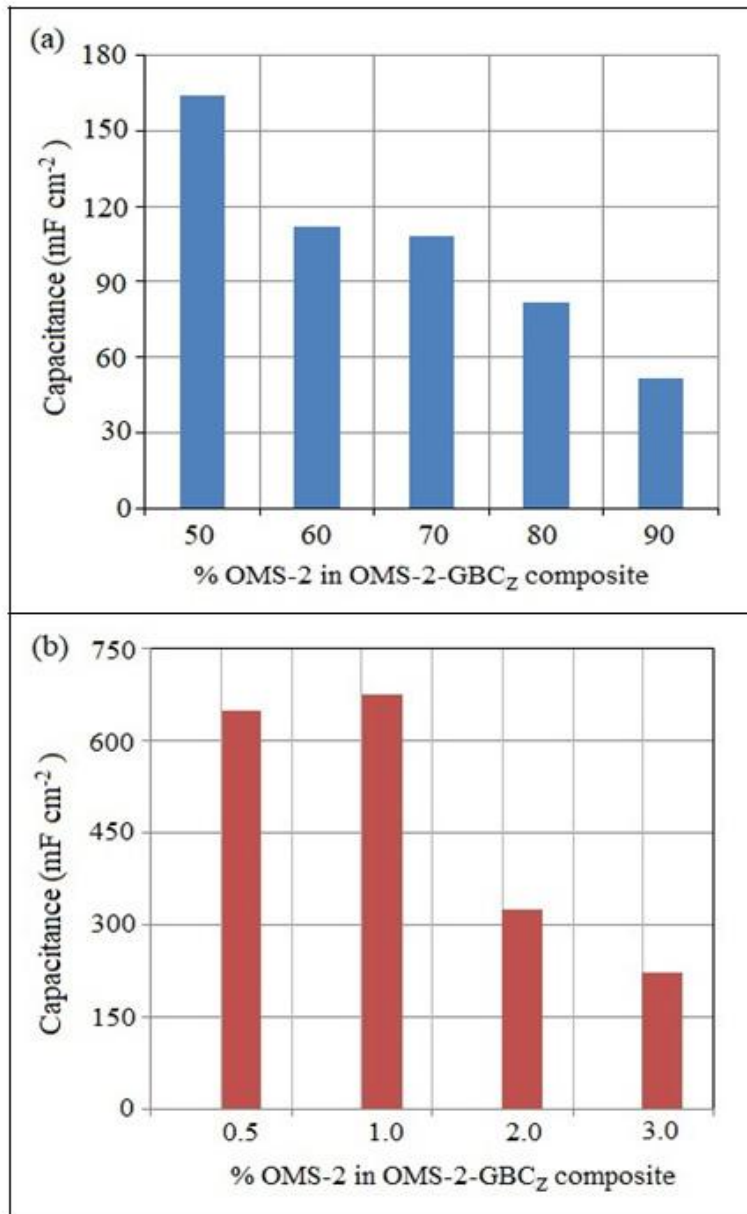 (a)
180
150
120
90
60
30
0
Capacitance (mF cm⁻²)
50 60 70 80 90
% OMS-2 in OMS-2-GBC_Z composite
(b)
750
600
450
300
150
0
Capacitance (mF cm⁻²)
0.5 1.0 2.0 3.0
% OMS-2 in OMS-2-GBC_Z composite